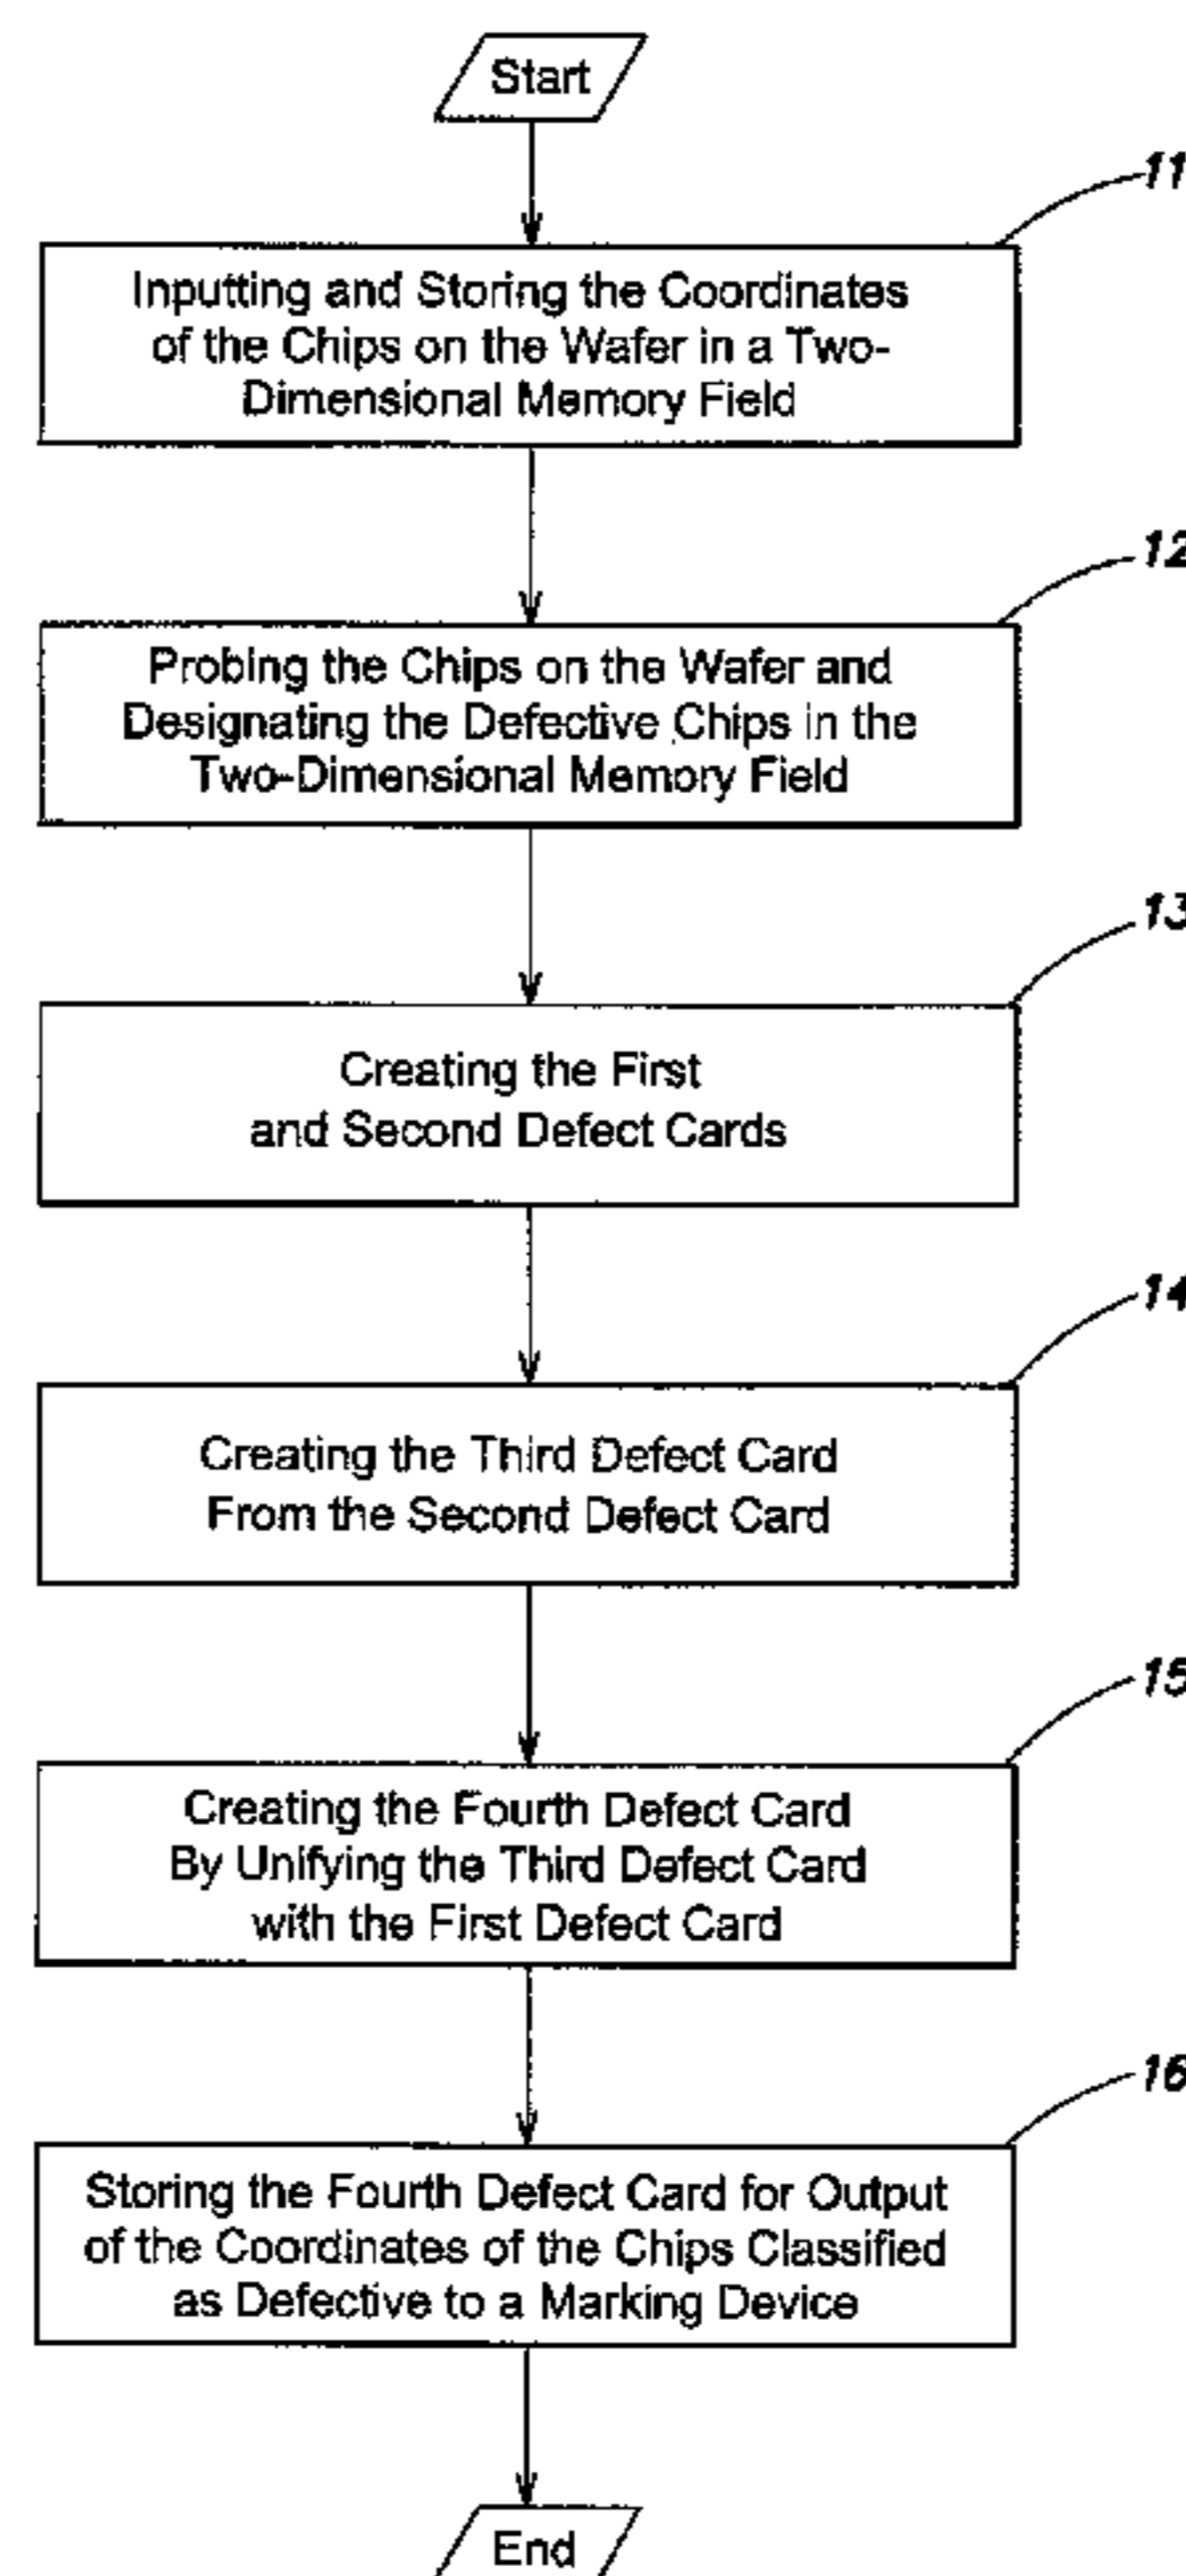 Start
11
Inputting and Storing the Coordinates
of the Chips on the Wafer in a Two-
Dimensional Memory Field
12
Probing the Chips on the Wafer and
Designating the Defective Chips in the
Two-Dimensional Memory Field
13
Creating the First
and Second Defect Cards
14
Creating the Third Defect Card
From the Second Defect Card
15
Creating the Fourth Defect Card
By Unifying the Third Defect Card
with the First Defect Card
16
Storing the Fourth Defect Card for Output
of the Coordinates of the Chips Classified
as Defective to a Marking Device
End